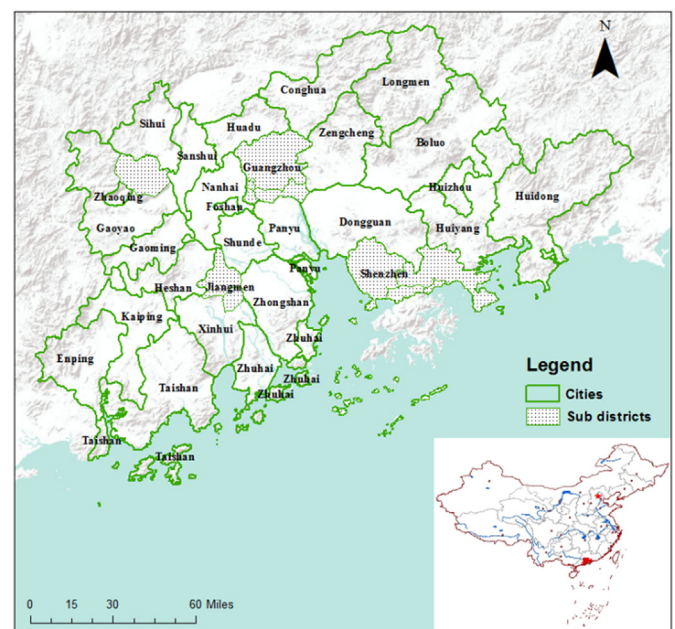 N
Longmen
Conghua
Sihui
Huadu
Zengcheng
Boluo
Sanshui
Guangzhou
Nanhai
Huizhou
Zhaoqing
Huidong
Foshan
Gaoyao
Panyu
Dongguan
Huiyang
Shunde
Gaoming
Panyu
Shenzhen
Heshan
Jiangmen
Zhongshan
Kaiping
Xinhui
Zhuhai
Enping
Zhuhai
Zhuhai
Taishan
Zhuhai
Taishan
Taishan
Legend
Cities
Sub districts
0 15 30 60 Miles